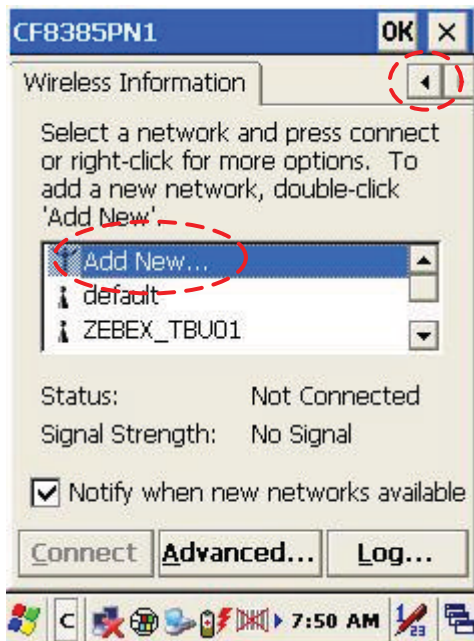 CF8385PN1 OK ×
Wireless Information
Select a network and press connect
or right-click for more options. To
add a new network, double-click
'Add New'.
Add New...
default
ZEBEX_TBU01
Status: Not Connected
Signal Strength: No Signal
Notify when new networks available
Connect Advanced... Log...
C 7:50 AM 1/23